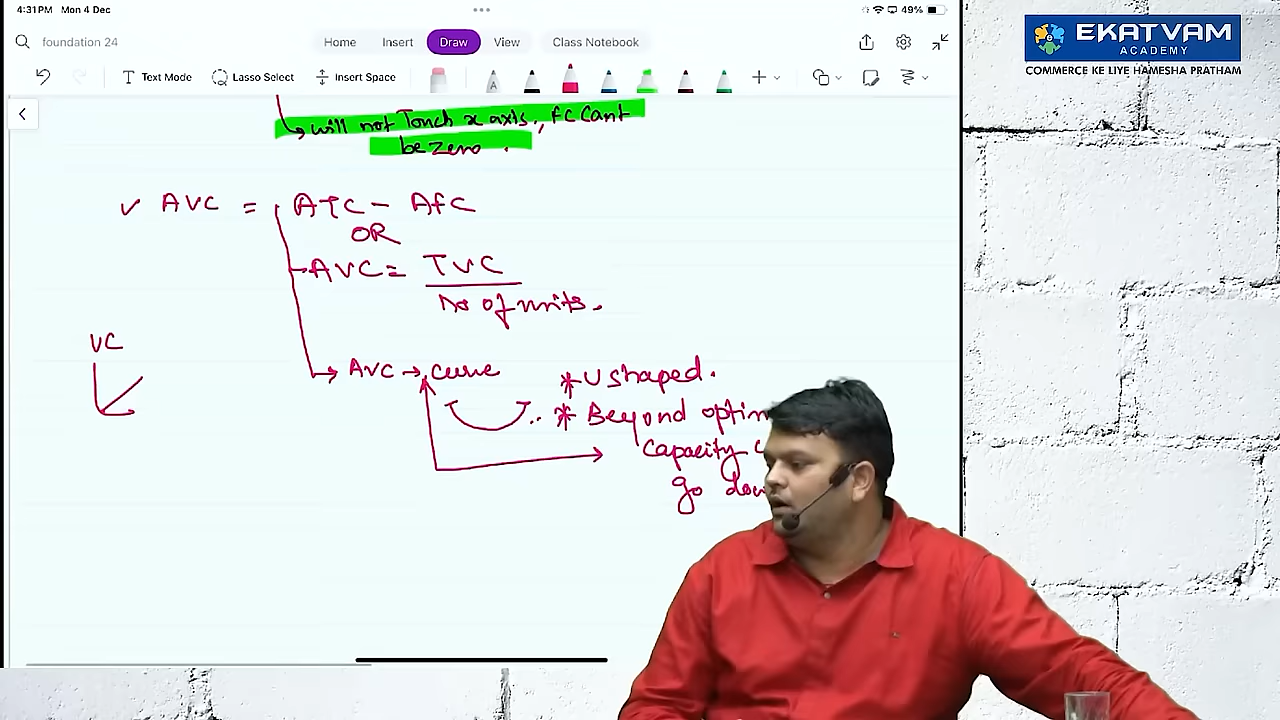 4:31PM Mon 4 Dec
49%
foundation 24
Home Insert Draw View Class Notebook
Text Mode Lasso Select Insert Space
EKATVAM
ACADEMY
COMMERCE KE LIYE HAMESHA PRATHAM
will not Touch x axis, FC Cant
be Zero.
AVC = ATC - AFC
OR
AVC = TVC
No of units.
VC
AVC → curve
* U shaped.
* Beyond
Capacity
go